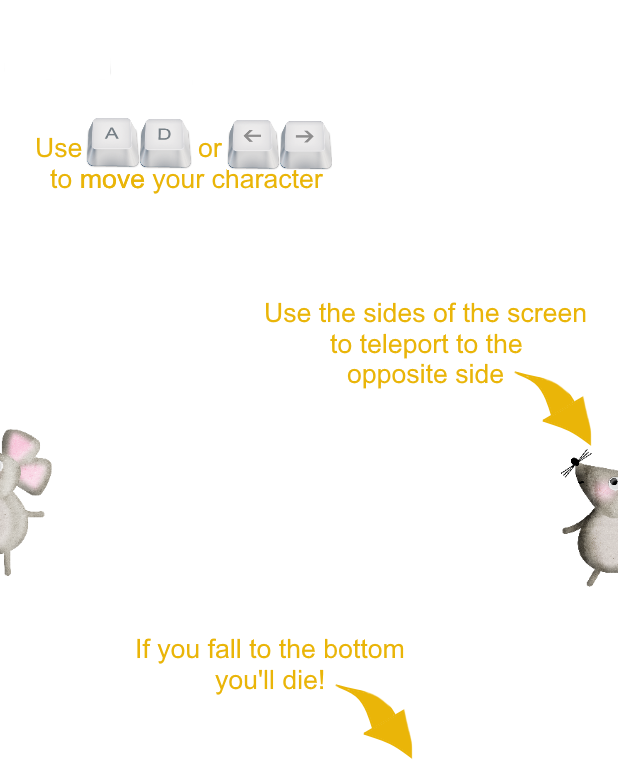 Use A D or ← →
to move your character
Use the sides of the screen
to teleport to the
opposite side
If you fall to the bottom
you'll die!